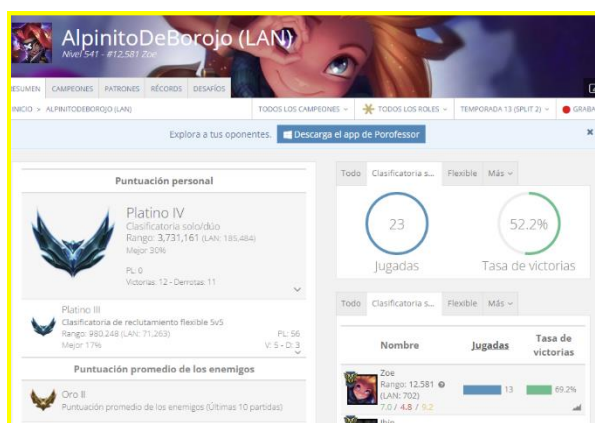 AlpinitoDeBorojo (LAN)
Nivel 541 - #12.581 Zoe
RESUMEN CAMPEONES PATRONES RÉCORDS DESAFÍOS
INICIO > ALPINITODEBOROJO (LAN) TODOS LOS CAMPEONES TODOS LOS ROLES TEMPORADA 13 (SPLIT 2) GRABA
Explora a tus oponentes. Descarga el app de Porofessor
Puntuación personal
Platino IV
Clasificatoria solo/dúo
Rango: 3,731,161 (LAN: 185,484)
Mejor 30%
PL: 0
Victorias: 12 - Derrotas: 11
Platino III
Clasificatoria de reclutamiento flexible 5v5
Rango: 980.248 (LAN: 71.263) PL: 56
Mejor 17% V: 5 - D: 3
Puntuación promedio de los enemigos
Oro II
Puntuación promedio de los enemigos (Últimas 10 partidas)
Todo Clasificatoria s... Flexible Más
23 52.2%
Jugadas Tasa de victorias
Todo Clasificatoria s... Flexible Más
Nombre Jugadas Tasa de victorias
Zoe
Rango: 12.581
(LAN: 702) 13 69.2%
7.0 / 4.8 / 9.2